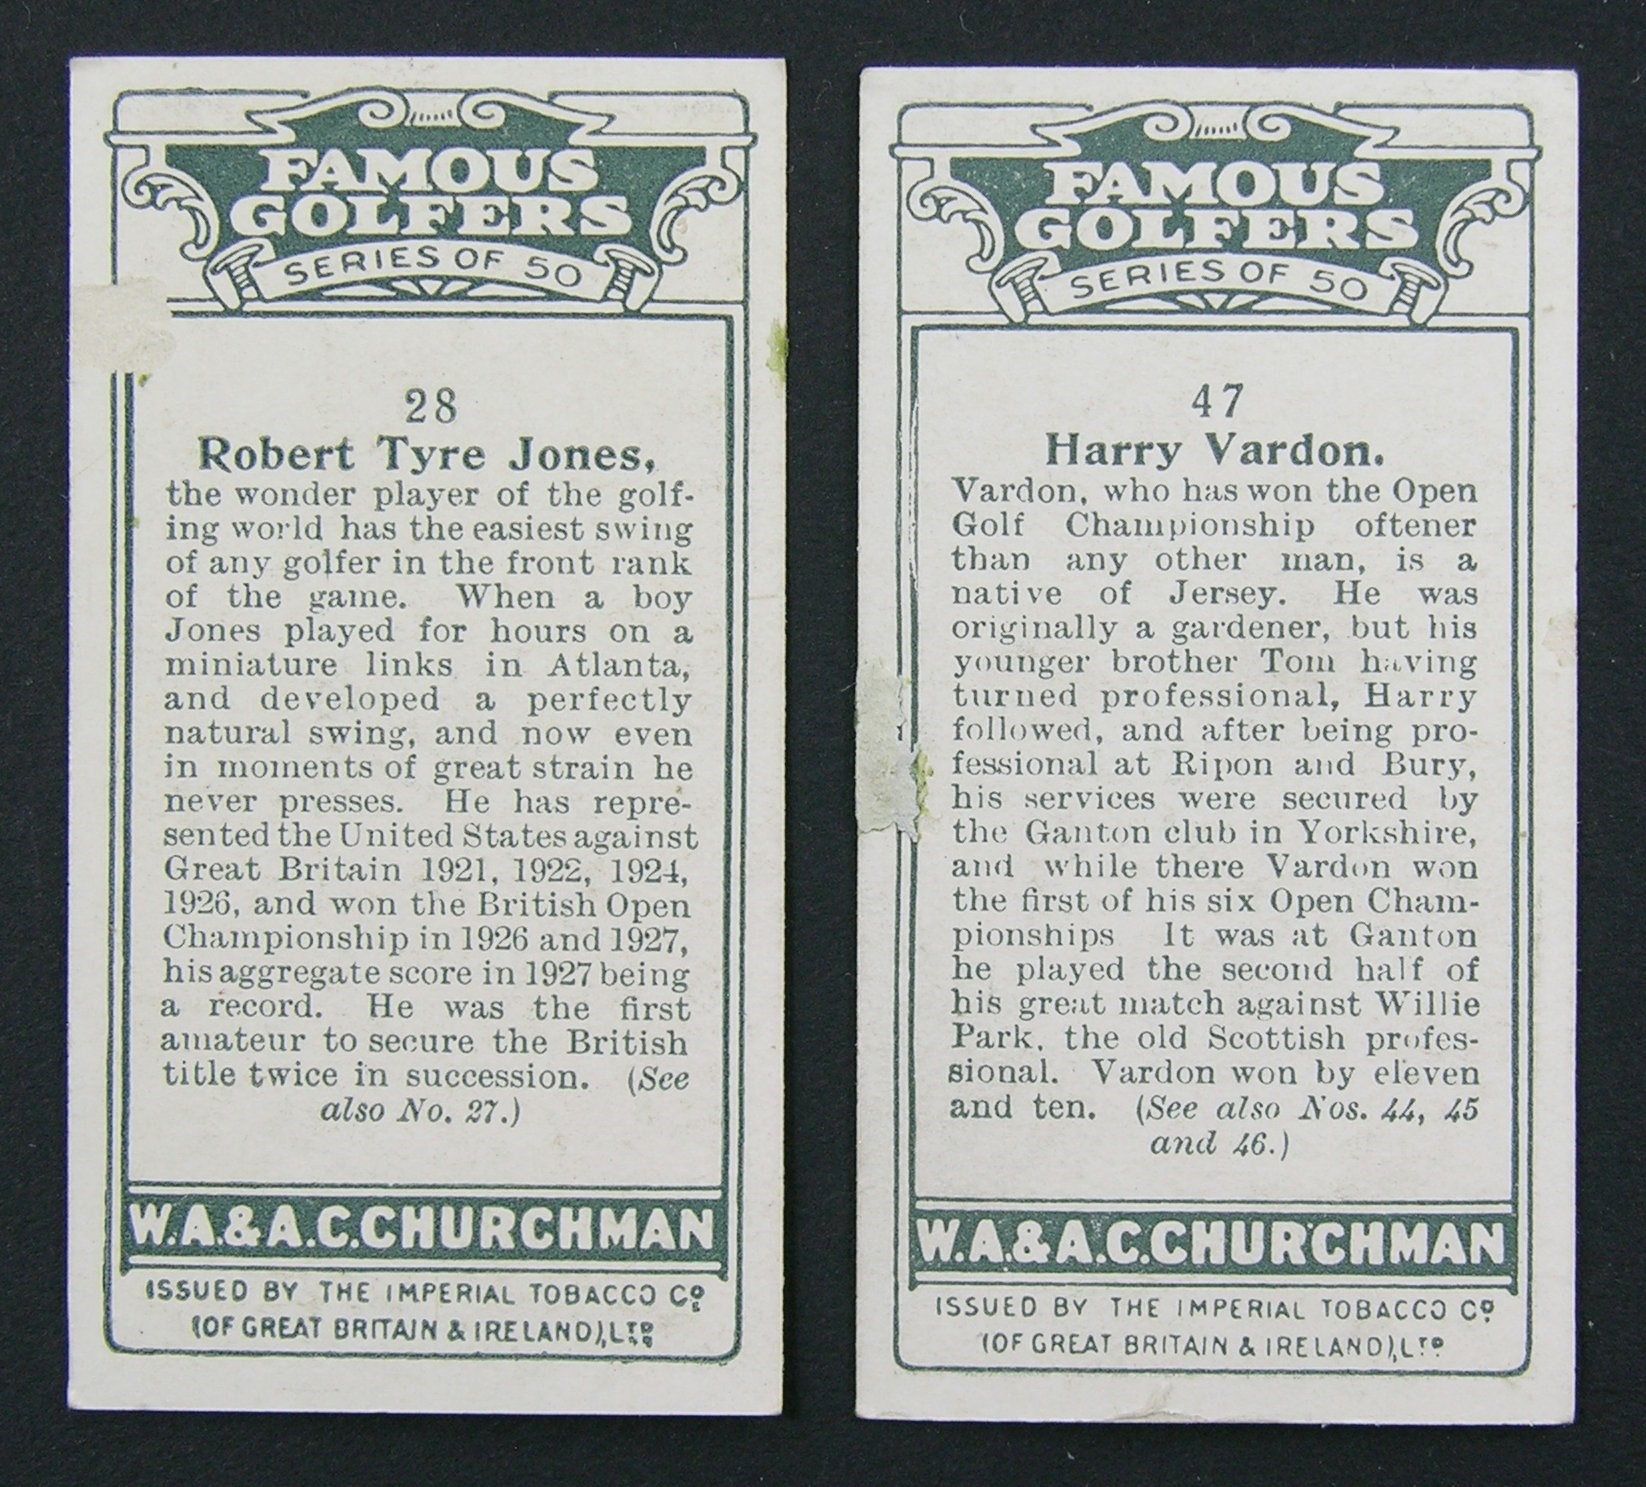 FAMOUS
GOLFERS
SERIES OF 50
28
Robert Tyre Jones,
the wonder player of the golf-
ing world has the easiest swing
of any golfer in the front rank
of the game. When a boy
Jones played for hours on a
miniature links in Atlanta,
and developed a perfectly
natural swing, and now even
in moments of great strain he
never presses. He has repre-
sented the United States against
Great Britain 1921, 1922, 1924,
1926, and won the British Open
Championship in 1926 and 1927,
his aggregate score in 1927 being
a record. He was the first
amateur to secure the British
title twice in succession. (See
also No. 27.)
W.A.&A.C.CHURCHMAN
ISSUED BY THE IMPERIAL TOBACCO Co.
(OF GREAT BRITAIN & IRELAND), LTD.
FAMOUS
GOLFERS
SERIES OF 50
47
Harry Vardon.
Vardon, who has won the Open
Golf Championship oftener
than any other man, is a
native of Jersey. He was
originally a gardener, but his
younger brother Tom having
turned professional, Harry
followed, and after being pro-
fessional at Ripon and Bury,
his services were secured by
the Ganton club in Yorkshire,
and while there Vardon won
the first of his six Open Cham-
pionships It was at Ganton
he played the second half of
his great match against Willie
Park, the old Scottish profes-
sional. Vardon won by eleven
and ten. (See also Nos. 44, 45
and 46.)
W.A.&A.C.CHURCHMAN
ISSUED BY THE IMPERIAL TOBACCO Co.
(OF GREAT BRITAIN & IRELAND), LTD.